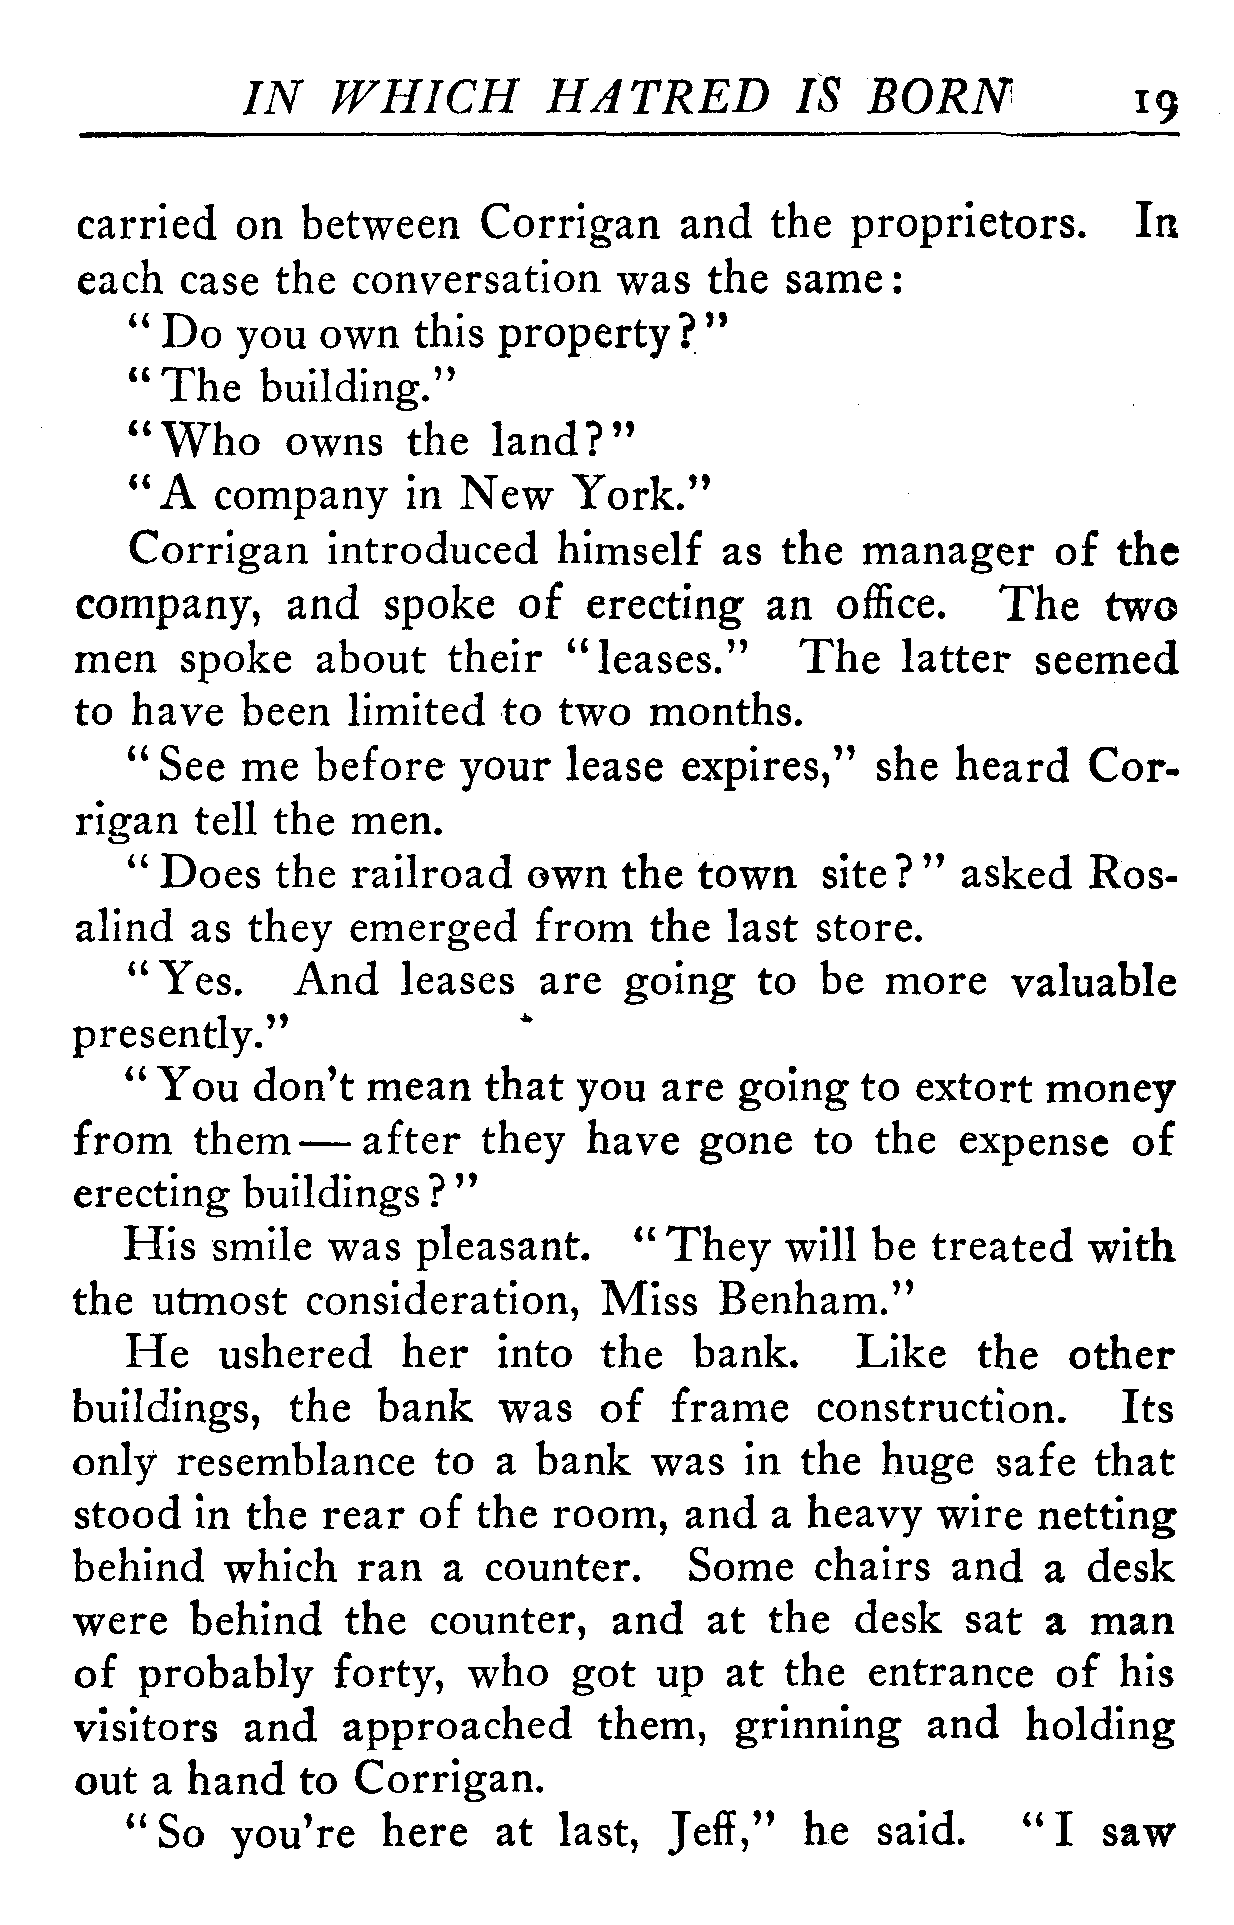 IN WHICH HATRED IS BORN 19
carried on between Corrigan and the proprietors. In
each case the conversation was the same:
"Do you own this property?"
"The building."
"Who owns the land?"
"A company in New York."
Corrigan introduced himself as the manager of the
company, and spoke of erecting an office. The two
men spoke about their "leases." The latter seemed
to have been limited to two months.
"See me before your lease expires," she heard Cor-
rigan tell the men.
"Does the railroad own the town site?" asked Ros-
alind as they emerged from the last store.
"Yes. And leases are going to be more valuable
presently."
"You don't mean that you are going to extort money
from them — after they have gone to the expense of
erecting buildings?"
His smile was pleasant. "They will be treated with
the utmost consideration, Miss Benham."
He ushered her into the bank. Like the other
buildings, the bank was of frame construction. Its
only resemblance to a bank was in the huge safe that
stood in the rear of the room, and a heavy wire netting
behind which ran a counter. Some chairs and a desk
were behind the counter, and at the desk sat a man
of probably forty, who got up at the entrance of his
visitors and approached them, grinning and holding
out a hand to Corrigan.
"So you're here at last, Jeff," he said. "I saw